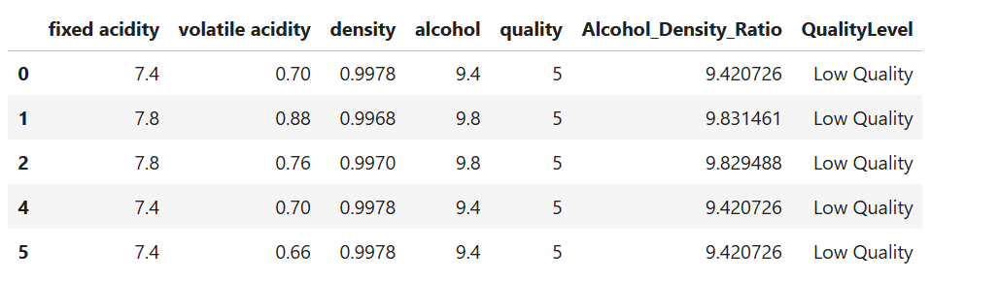 fixed acidity volatile acidity density alcohol quality Alcohol_Density_Ratio QualityLevel
0 7.4 0.70 0.9978 9.4 5 9.420726 Low Quality
1 7.8 0.88 0.9968 9.8 5 9.831461 Low Quality
2 7.8 0.76 0.9970 9.8 5 9.829488 Low Quality
4 7.4 0.70 0.9978 9.4 5 9.420726 Low Quality
5 7.4 0.66 0.9978 9.4 5 9.420726 Low Quality